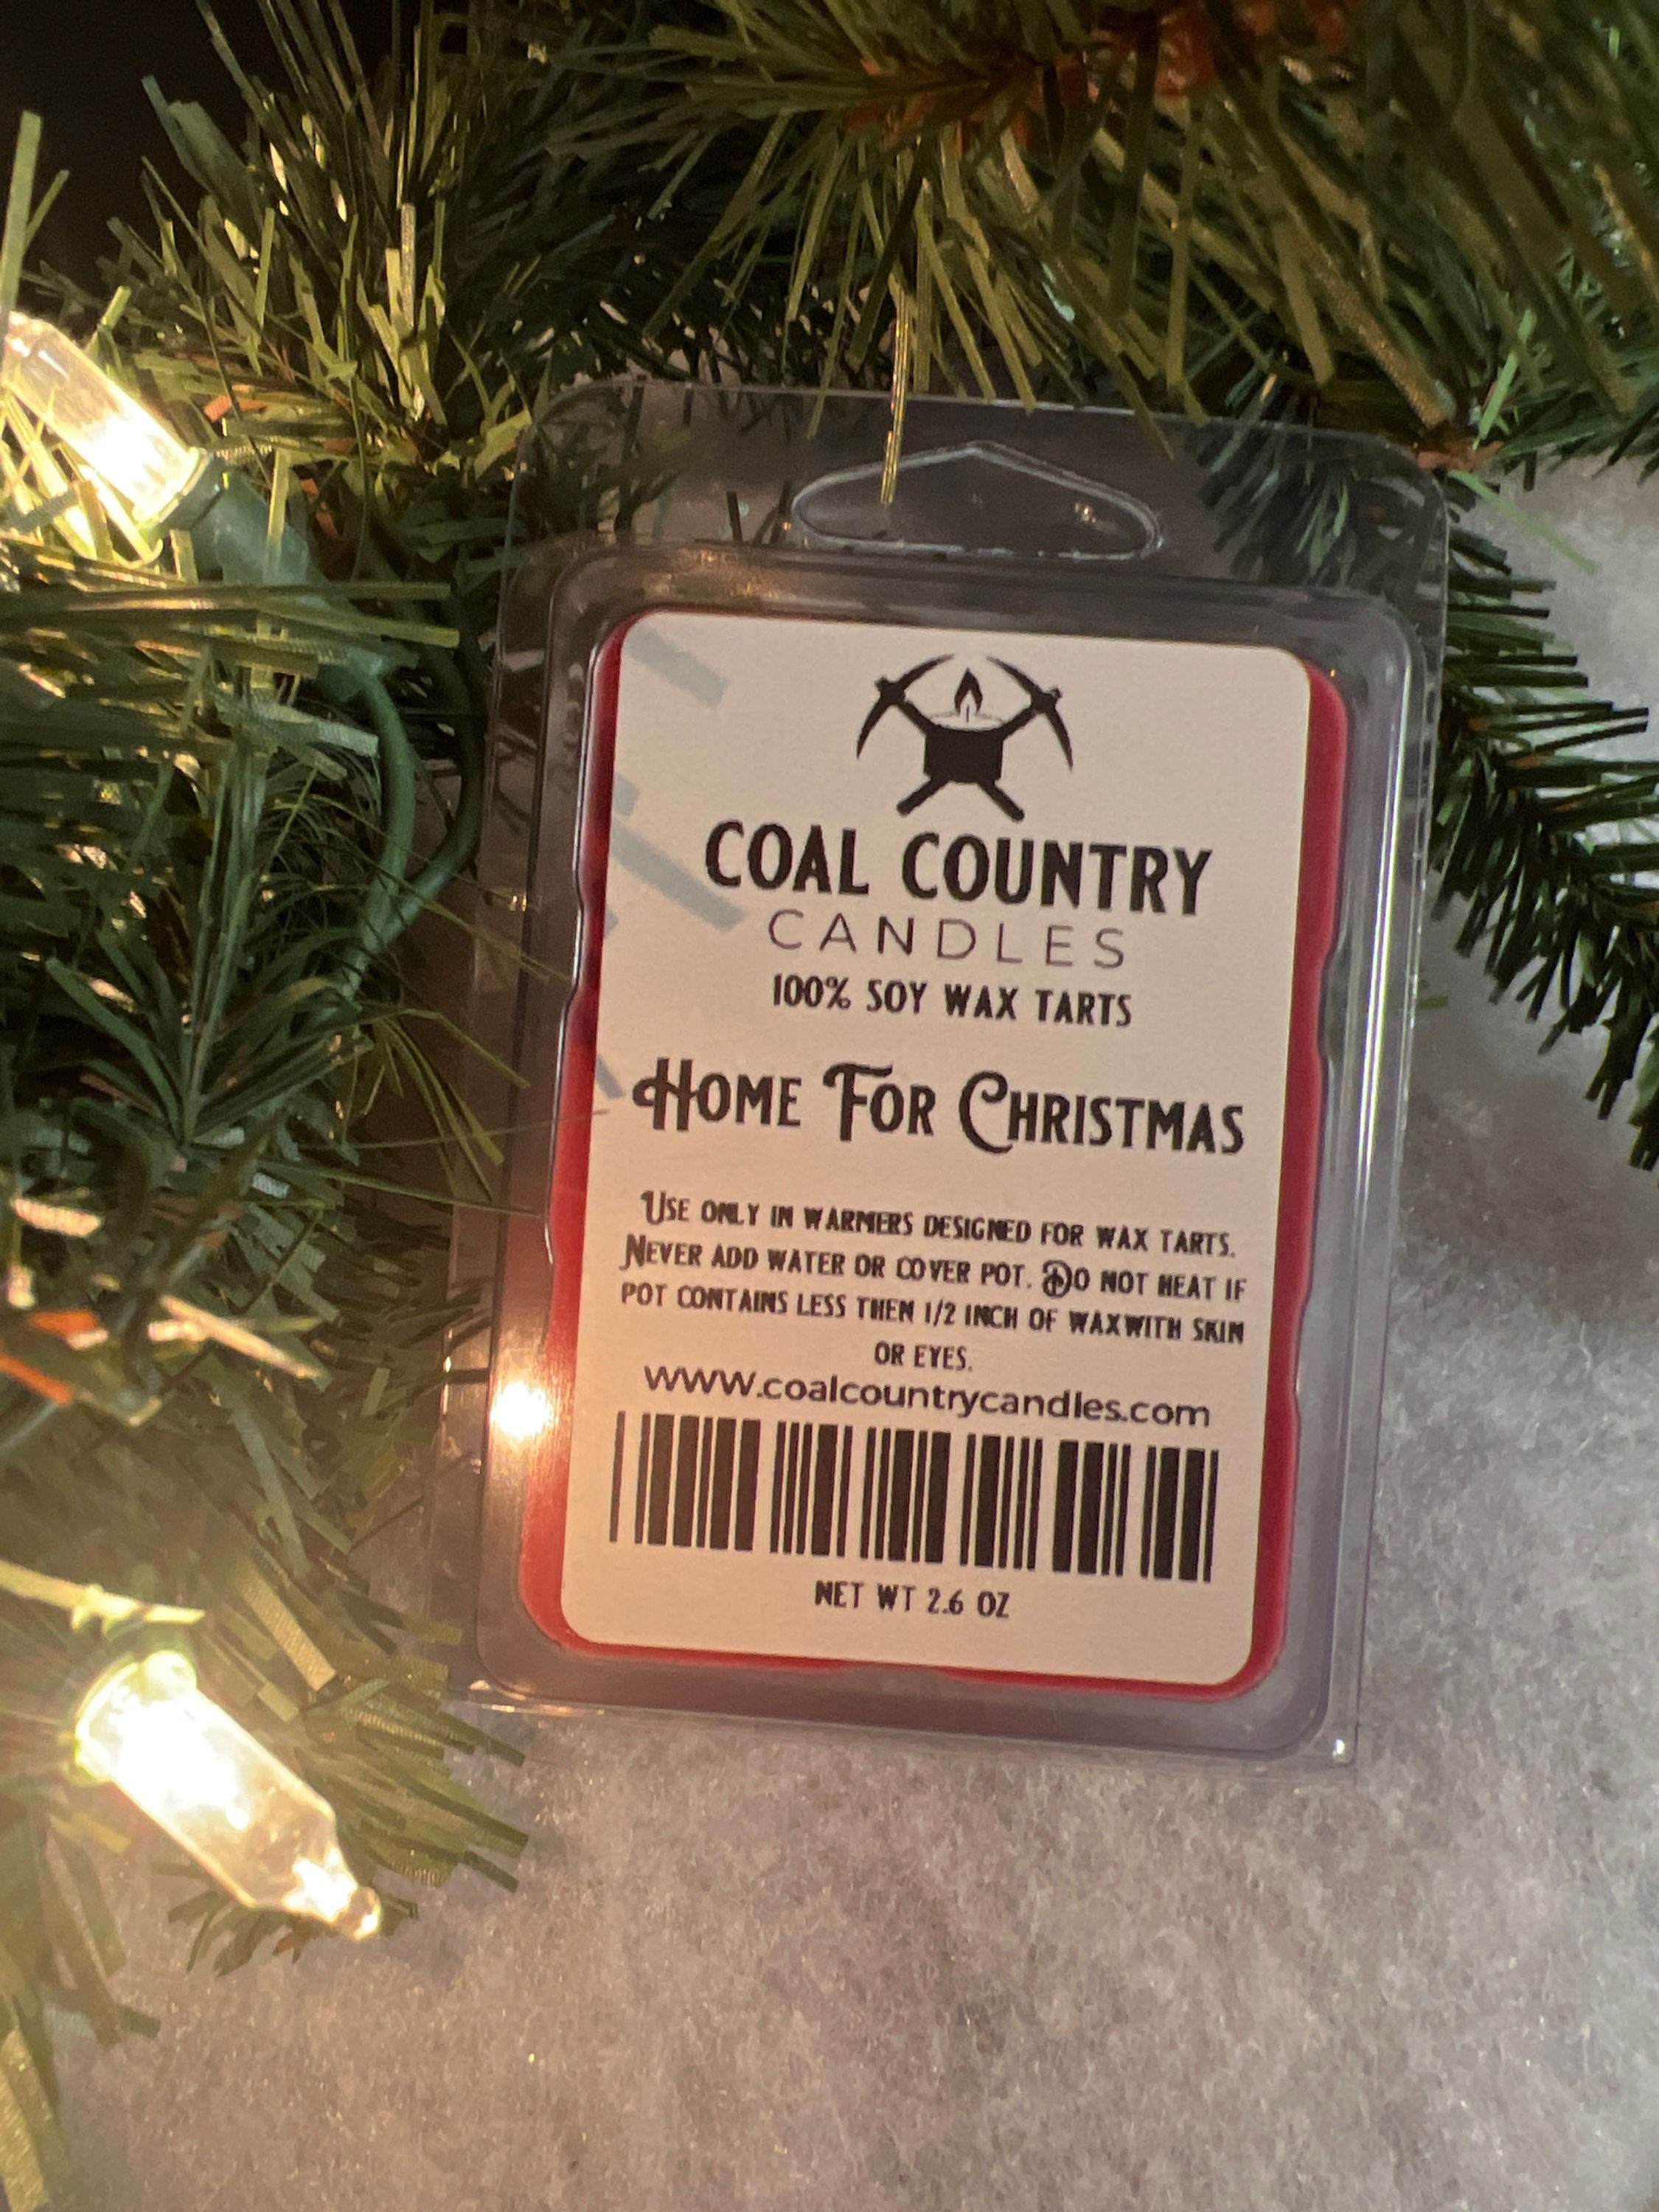 COAL COUNTRY
CANDLES
100% SOY WAX TARTS
HOME FOR CHRISTMAS
USE ONLY IN WARMERS DESIGNED FOR WAX TARTS.
NEVER ADD WATER OR COVER POT. DO NOT HEAT IF
POT CONTAINS LESS THEN 1/2 INCH OF WAXWITH SKIN
OR EYES.
www.coalcountrycandles.com
NET WT 2.6 OZ